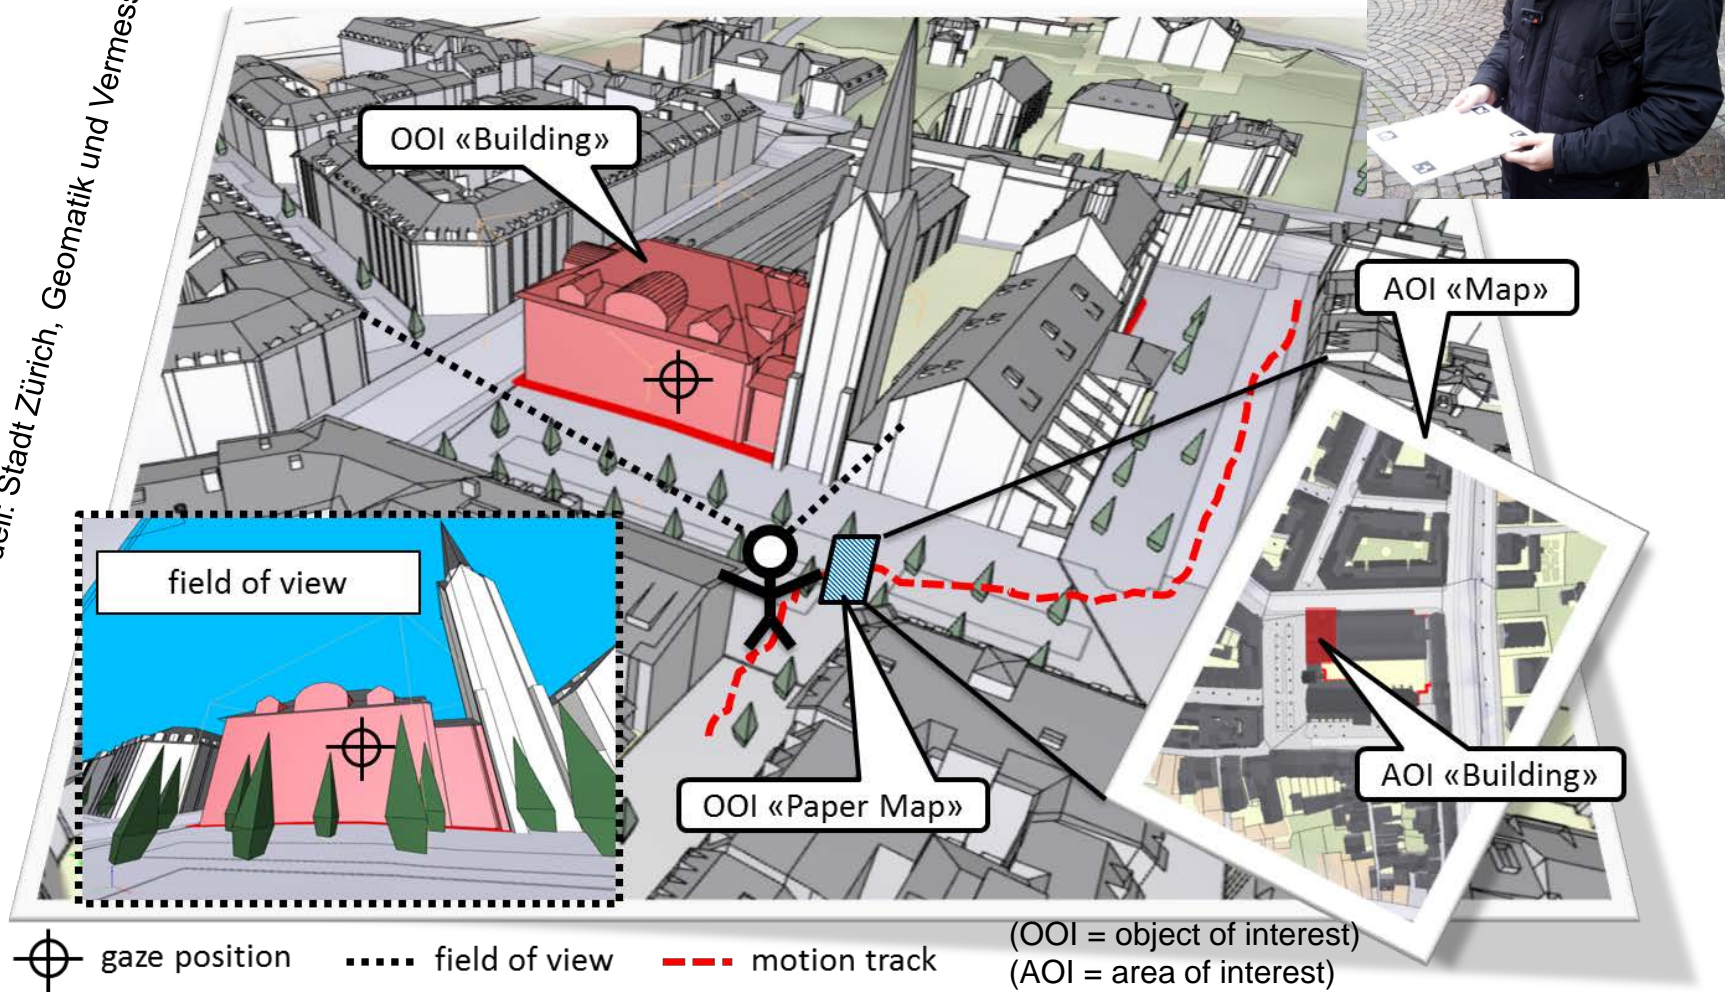 Stadt Zürich, Geomatik und
OOI «Building»
AOI «Map»
field of view
AOI «Building»
OOI «Paper Map»
gaze position
field of view
motion track
(OOI = object of interest)
(AOI = area of interest)